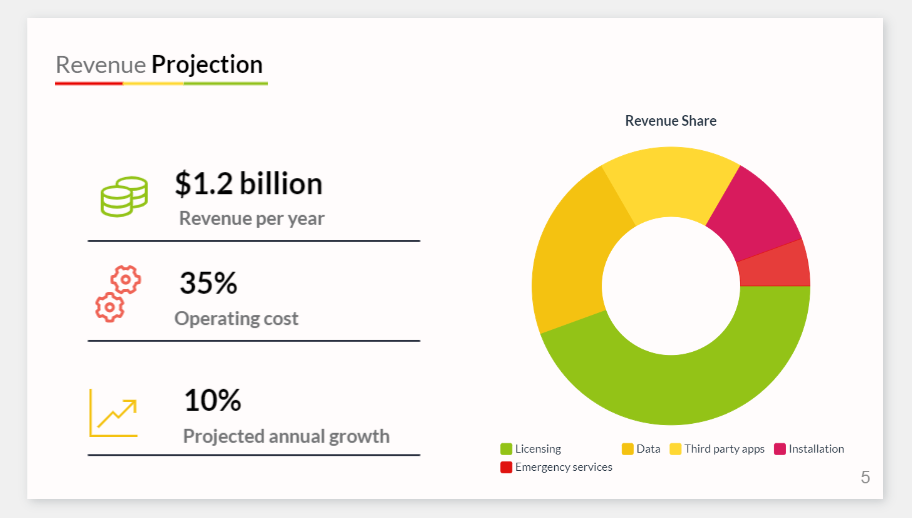 Revenue Projection
$1.2 billion
Revenue per year
35%
Operating cost
10%
Projected annual growth
Revenue Share
Licensing Data Third party apps Installation
Emergency services
5